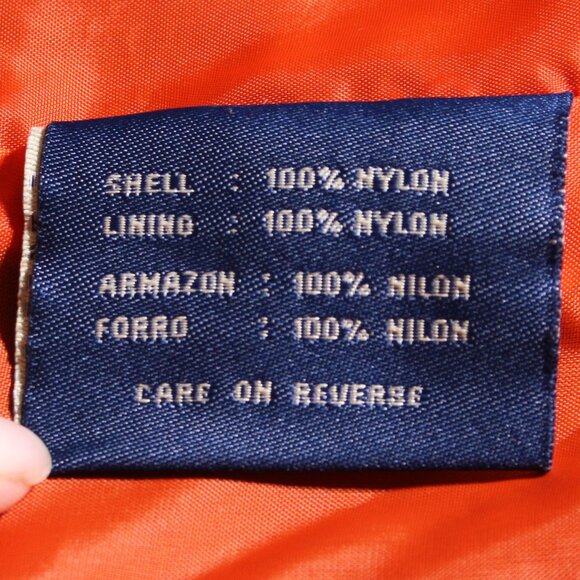 SHELL : 100% NYLON
LINING : 100% NYLON
ARMAZON : 100% NILON
FORRO : 100% NILON
CARE ON REVERSE